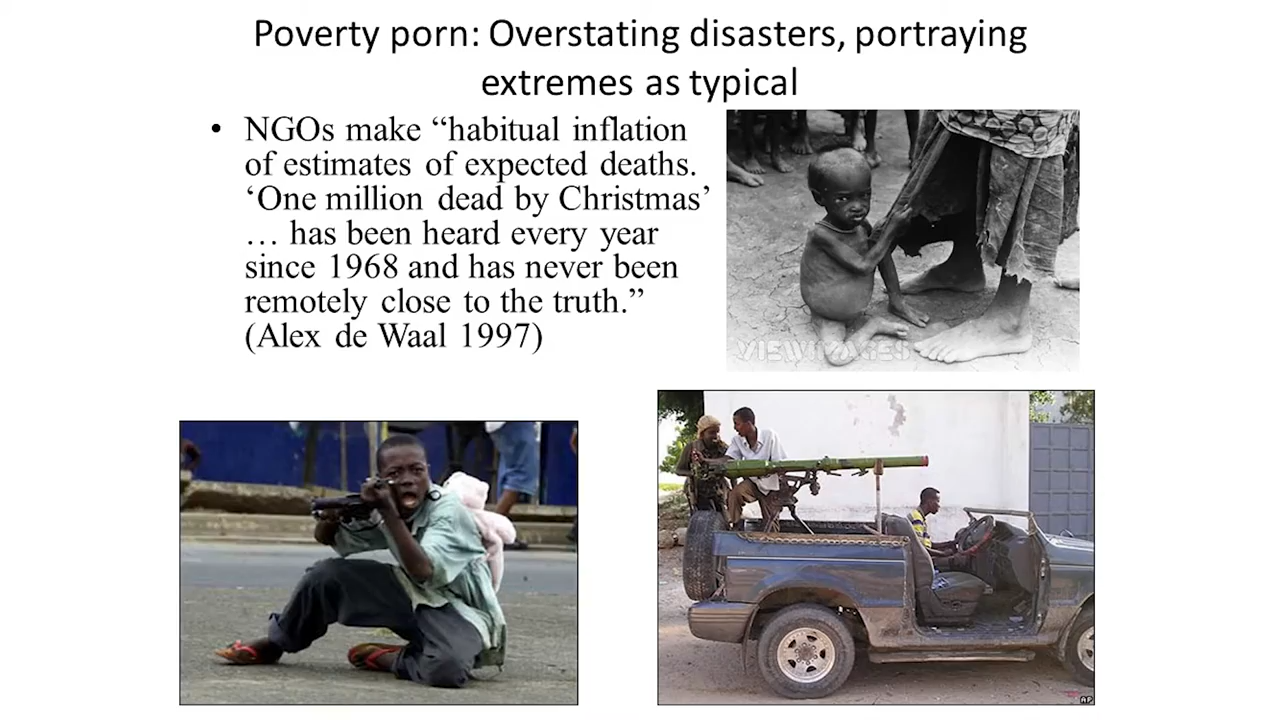 Poverty porn: Overstating disasters, portraying
extremes as typical
• NGOs make “habitual inflation
of estimates of expected deaths.
‘One million dead by Christmas’
… has been heard every year
since 1968 and has never been
remotely close to the truth.”
(Alex de Waal 1997)
VIEWIMAGES
AP